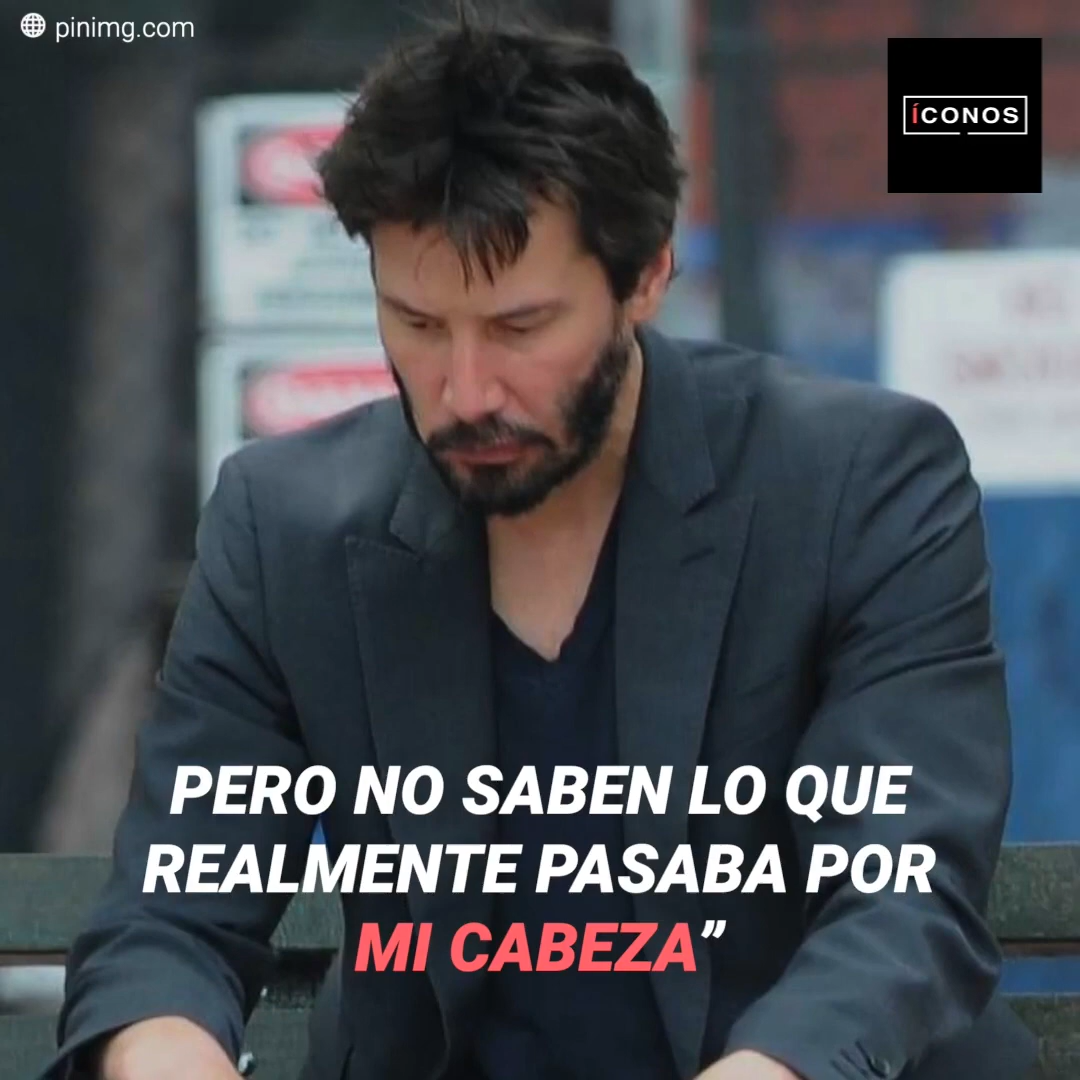 pinimg.com
ÍCONOS
PERO NO SABEN LO QUE
REALMENTE PASABA POR
MI CABEZA”